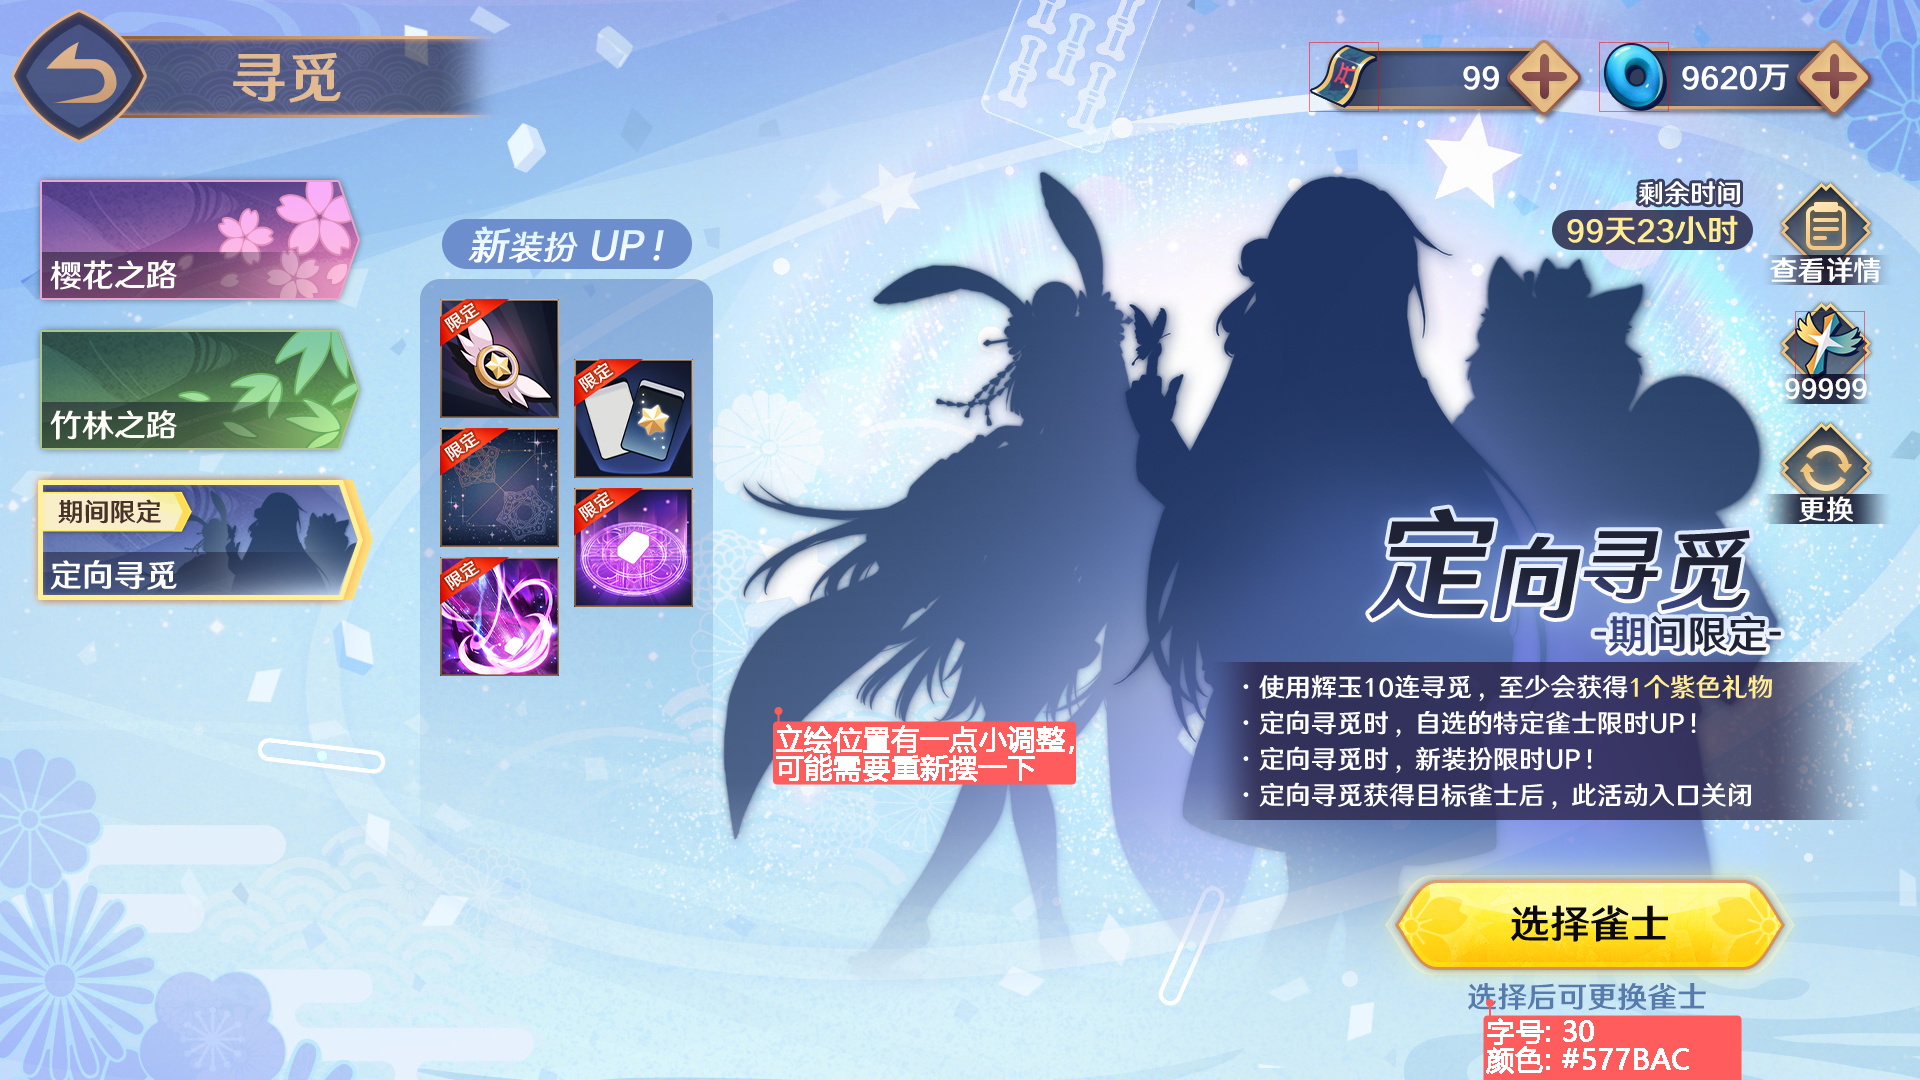 寻觅
99
9620万
剩余时间
99天23小时
查看详情
99999
更换
樱花之路
竹林之路
期间限定
定向寻觅
新装扮 UP!
限定
限定
限定
限定
限定
定向寻觅
-期间限定-
· 使用辉玉10连寻觅，至少会获得1个紫色礼物
· 定向寻觅时，自选的特定雀士限时UP！
· 定向寻觅时，新装扮限时UP！
· 定向寻觅获得目标雀士后，此活动入口关闭
立绘位置有一点小调整，
可能需要重新摆一下
选择雀士
选择后可更换雀士
字号: 30
颜色: #577BAC